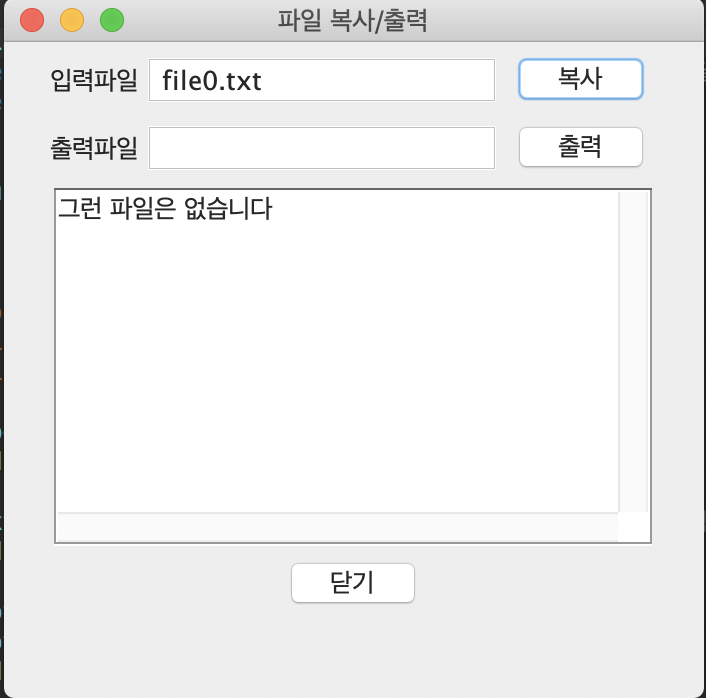 파일 복사/출력
입력파일 file0.txt 복사
출력파일 출력
그런 파일은 없습니다
닫기